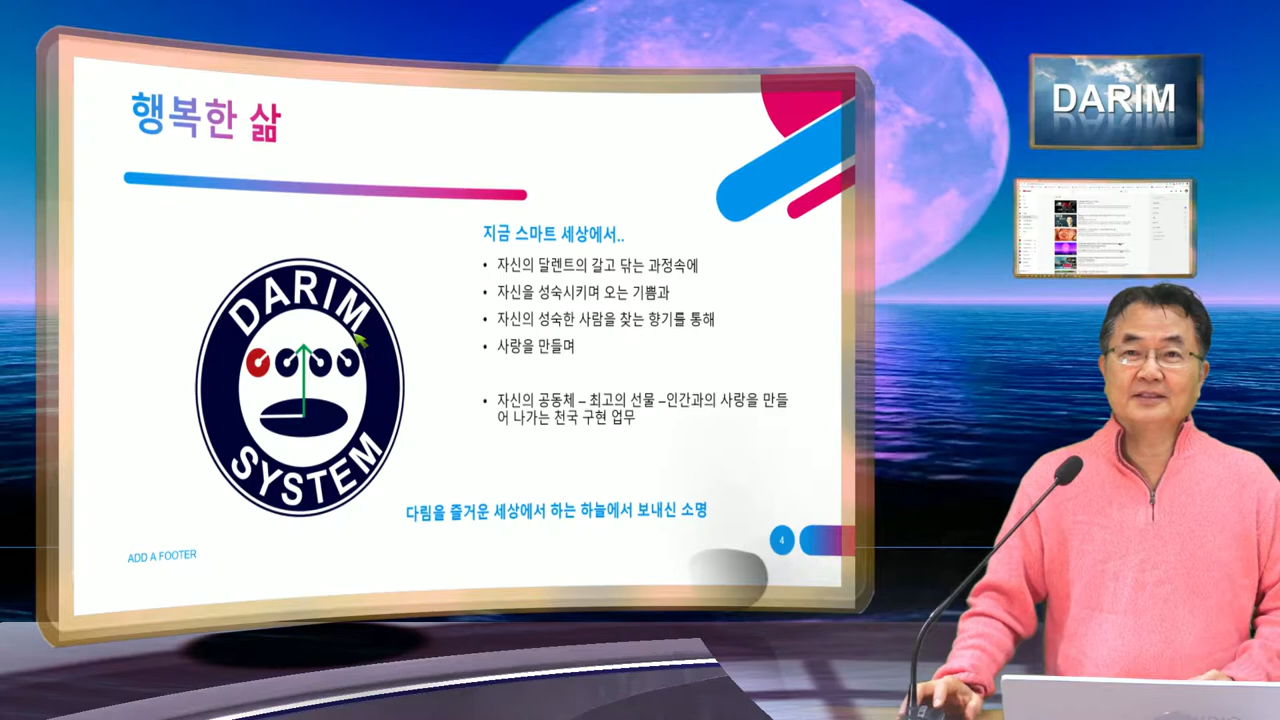 행복한 삶
DARIM
지금 스마트 세상에서..
• 자신의 달렌트의 갈고 닦는 과정속에
• 자신을 성숙시키며 오는 기쁨과
• 자신의 성숙한 사람을 찾는 향기를 통해
• 사랑을 만들며
• 자신의 공동체 – 최고의 선물 –인간과의 사랑을 만들
어 나가는 천국 구현 업무
DARIM
SYSTEM
다림을 즐거운 세상에서 하는 하늘에서 보내신 소명
4
ADD A FOOTER